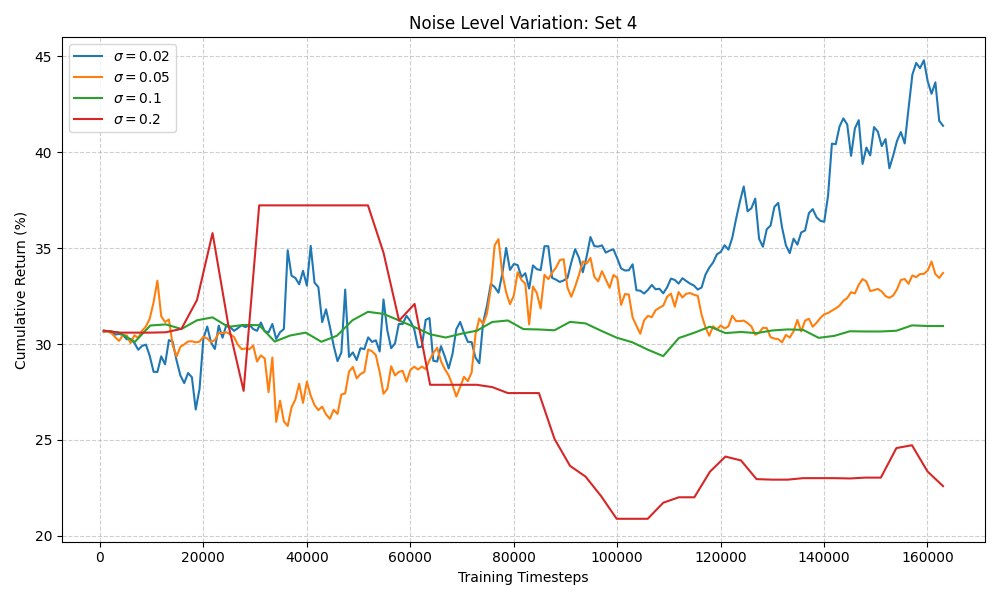 Noise Level Variation: Set 4
σ = 0.02
σ = 0.05
σ = 0.1
σ = 0.2
Cumulative Return (%)
45
40
35
30
25
20
0 20000 40000 60000 80000 100000 120000 140000 160000
Training Timesteps